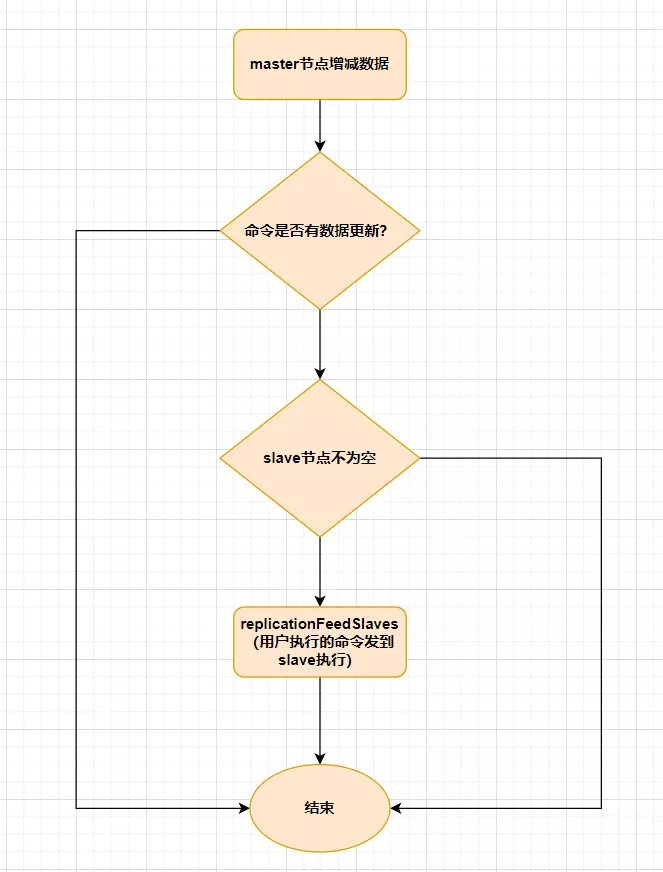 master节点增减数据
命令是否有数据更新?
slave节点不为空
replicationFeedSlaves
(用户执行的命令发到
slave执行)
结束